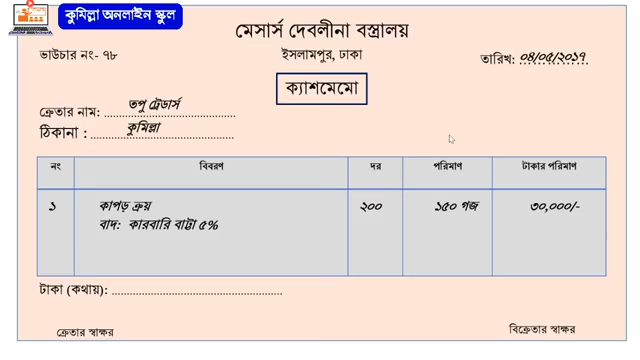 কুমিল্লা অনলাইন স্কুল
মেসার্স দেবলীনা বস্ত্রালয়
ভাউচার নং- ৭৮ ইসলামপুর, ঢাকা তারিখ: ০৪/০৫/২০১৭
ক্যাশমেমো
ক্রেতার নাম: তপু ট্রেডার্স
ঠিকানা : কুমিল্লা
নং বিবরণ দর পরিমাণ টাকার পরিমাণ
১ কাপড় ক্রয় ২০০ ১৫০ গজ ৩০,০০০/-
বাদ: কারবারি বাট্টা ৫%
টাকা (কথায়):
ক্রেতার স্বাক্ষর বিক্রেতার স্বাক্ষর